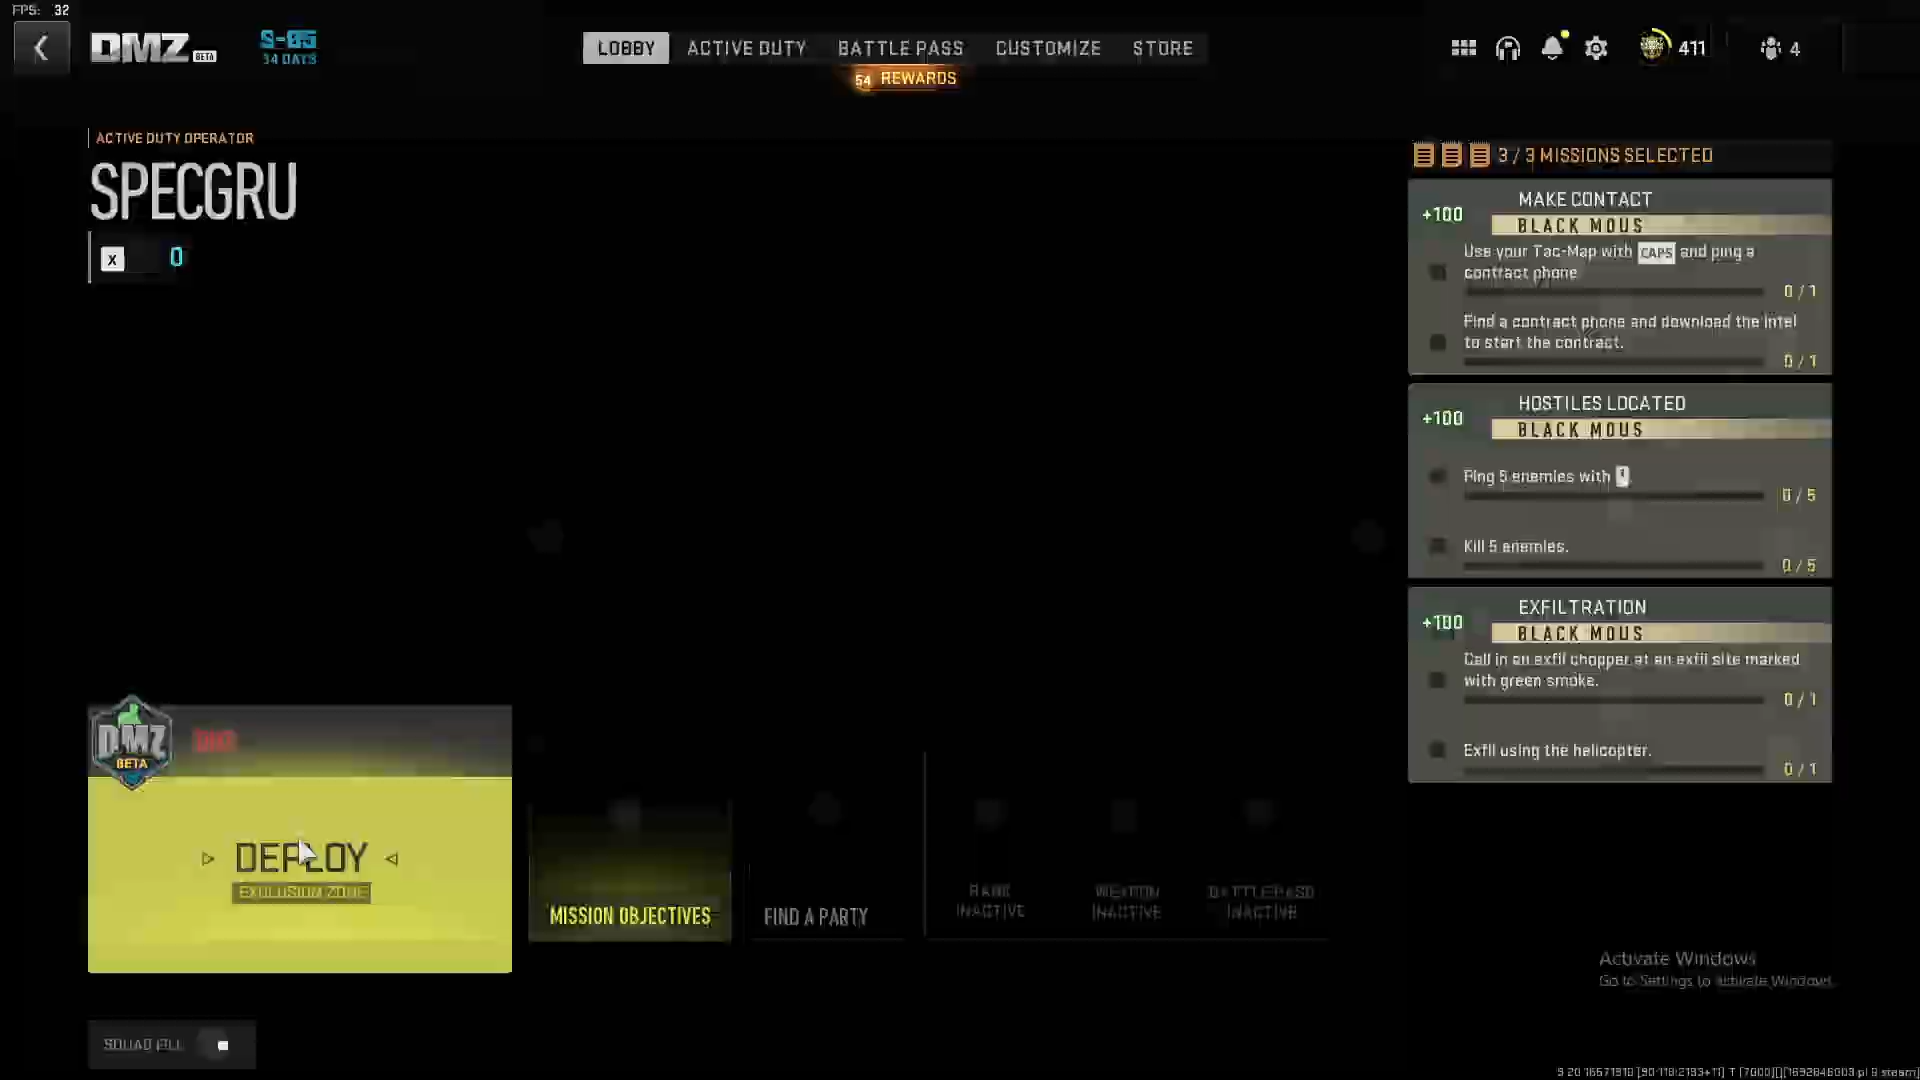 FPS: 32
DMZ BETA
S-05
34 DAYS
LOBBY
ACTIVE DUTY
BATTLE PASS
CUSTOMIZE
STORE
54 REWARDS
411
4
ACTIVE DUTY OPERATOR
SPECGRU
X 0
3 / 3 MISSIONS SELECTED
MAKE CONTACT
+100
BLACK MOUS
Use your Tac-Map with CAPS and ping a
contract phone
0 / 1
Find a contract phone and download the intel
to start the contract.
0 / 1
HOSTILES LOCATED
+100
BLACK MOUS
Ping 5 enemies with
0 / 5
Kill 5 enemies.
0 / 5
EXFILTRATION
+100
BLACK MOUS
Call in an exfil chopper at an exfil site marked
with green smoke.
0 / 1
Exfil using the helicopter.
0 / 1
DMZ
BETA
DMZ
DEPLOY
EXCLUSION ZONE
MISSION OBJECTIVES
FIND A PARTY
RANK
INACTIVE
WEAPON
INACTIVE
BATTLEPASS
INACTIVE
Activate Windows
Go to Settings to activate Windows.
SQUAD FILL